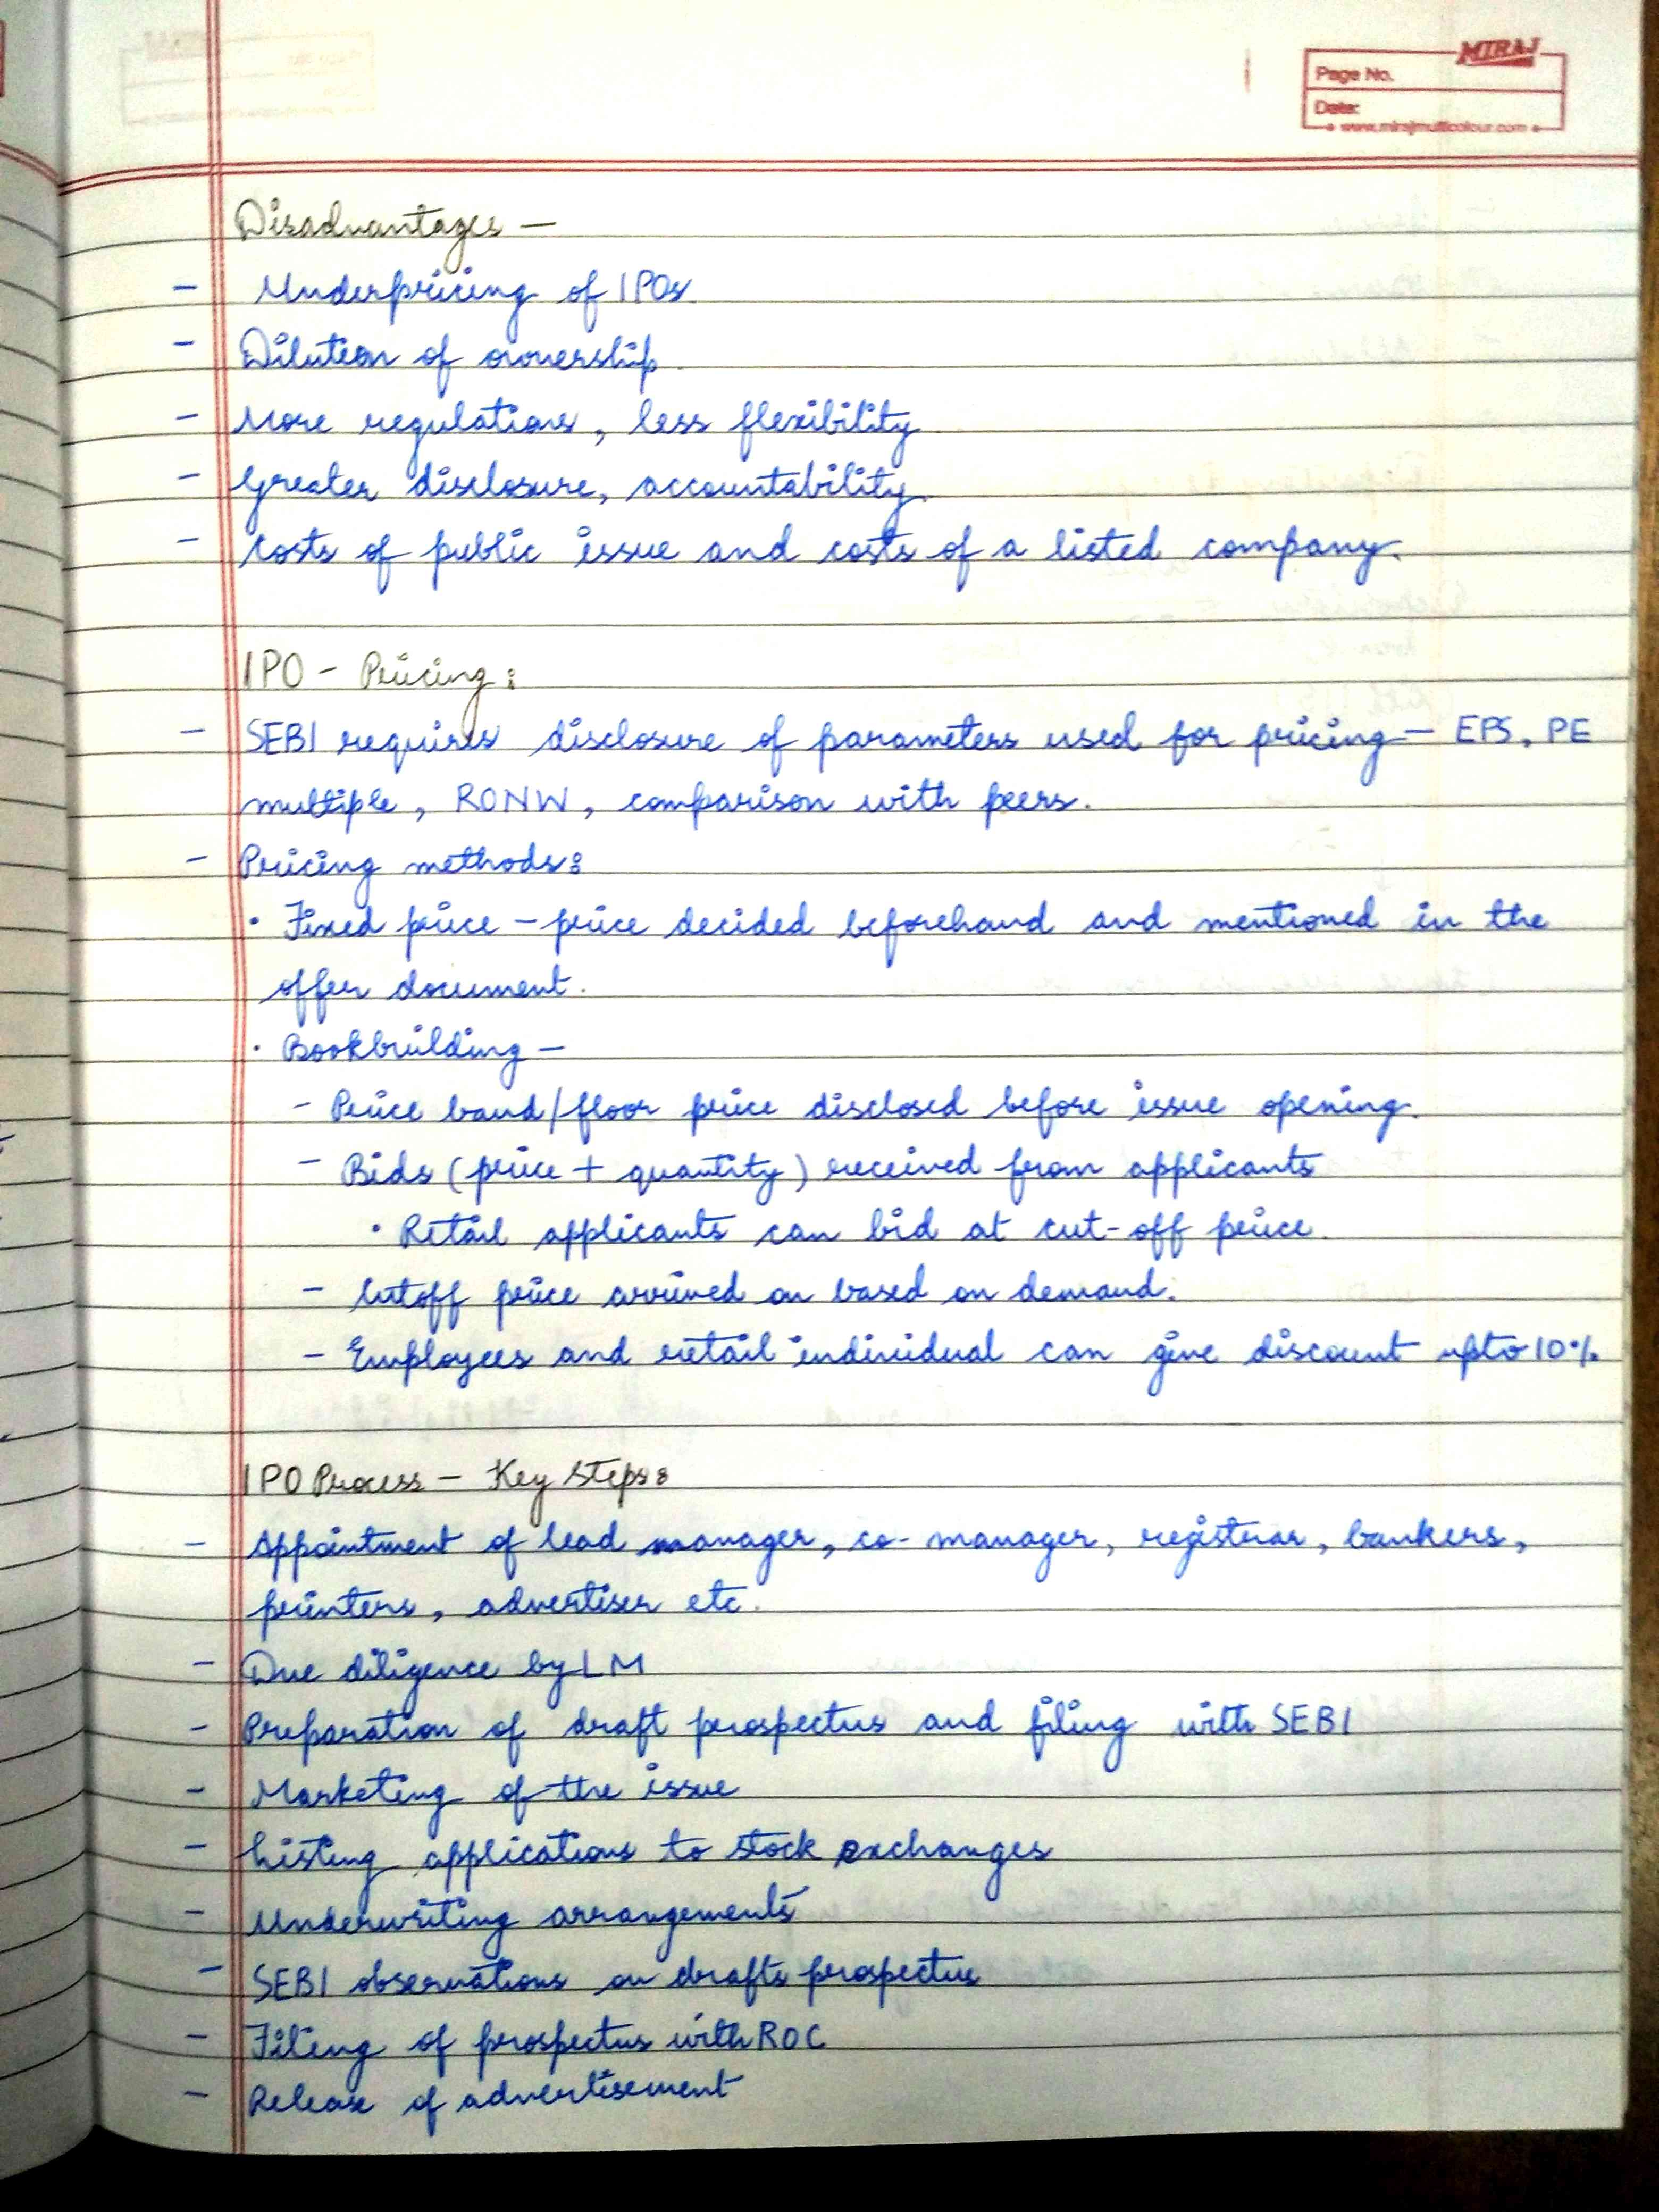 MIRAJ
Page No.
Date:
www.mirajmulticolour.com
Disadvantages –
– Underpricing of IPOs
– Dilution of ownership
– More regulations, less flexibility
– Greater disclosure, accountability.
– Costs of public issue and costs of a listed company.
IPO – Pricing:
– SEBI requires disclosure of parameters used for pricing – EPS, PE
multiple, RONW, comparison with peers.
– Pricing methods:
• Fixed price – price decided beforehand and mentioned in the
offer document.
• Bookbuilding –
– Price band/floor price disclosed before issue opening.
– Bids (price + quantity) received from applicants
• Retail applicants can bid at cut-off price.
– Cutoff price arrived on based on demand.
– Employees and retail individual can give discount upto 10%
IPO Process – Key Steps:
– Appointment of lead manager, co-manager, registrar, bankers,
printers, advertiser etc.
– Due diligence by LM
– Preparation of draft prospectus and filing with SEBI
– Marketing of the issue
– Listing applications to stock exchanges
– Underwriting arrangements
– SEBI observations on drafts prospectus
– Filing of prospectus with ROC
– Release of advertisement